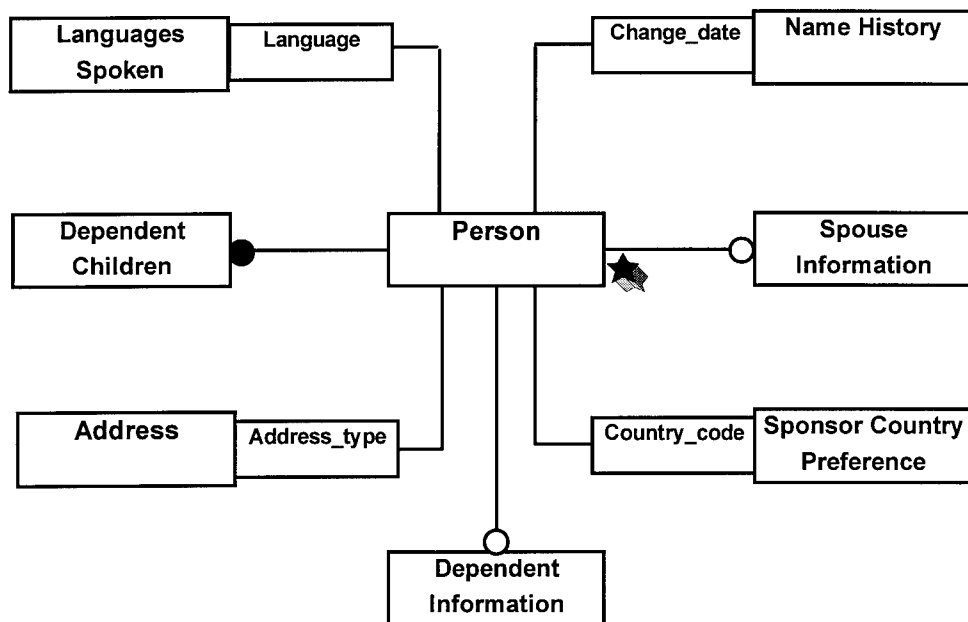 Languages
Spoken
Language
Change_date
Name History
Dependent
Children
Person
Spouse
Information
Address
Address_type
Country_code
Sponsor Country
Preference
Dependent
Information